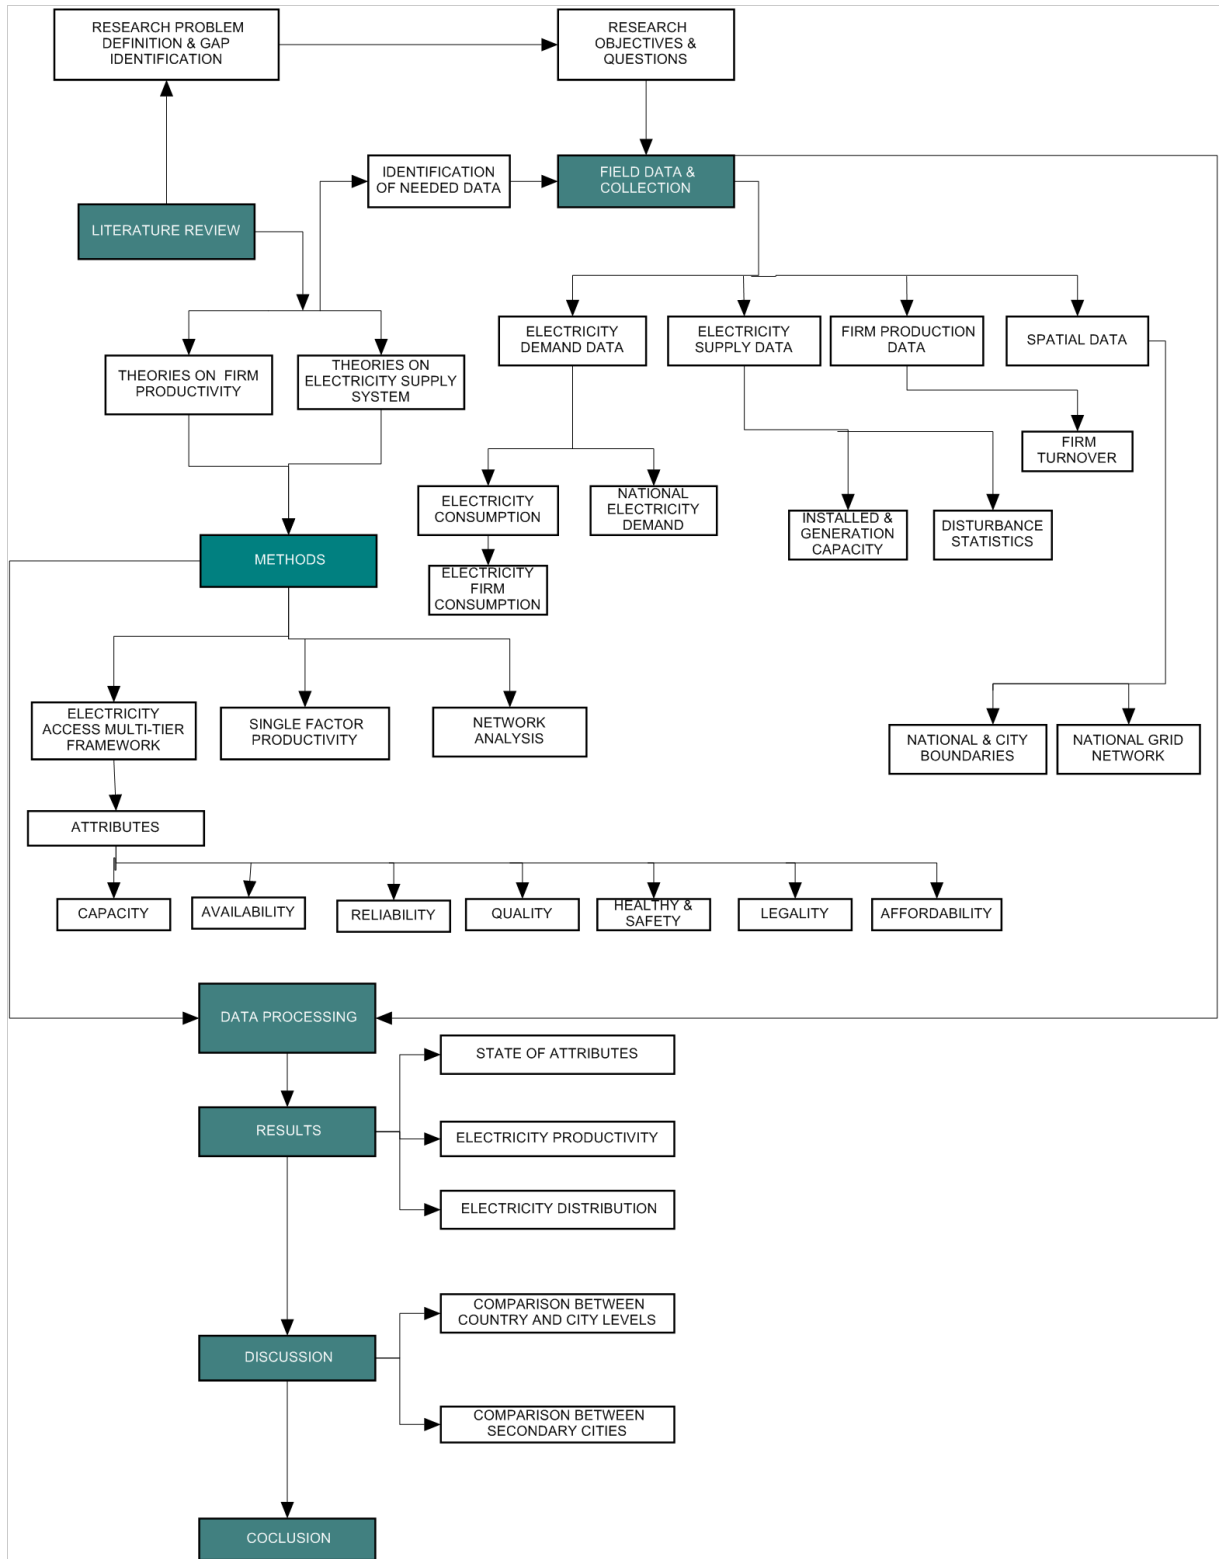 RESEARCH PROBLEM
DEFINITION & GAP
IDENTIFICATION
RESEARCH
OBJECTIVES &
QUESTIONS
IDENTIFICATION
OF NEEDED DATA
FIELD DATA &
COLLECTION
LITERATURE REVIEW
ELECTRICITY
DEMAND DATA
ELECTRICITY
SUPPLY DATA
FIRM PRODUCTION
DATA
SPATIAL DATA
THEORIES ON FIRM
PRODUCTIVITY
THEORIES ON
ELECTRICITY SUPPLY
SYSTEM
FIRM
TURNOVER
ELECTRICITY
CONSUMPTION
NATIONAL
ELECTRICITY
DEMAND
INSTALLED &
GENERATION
CAPACITY
DISTURBANCE
STATISTICS
METHODS
ELECTRICITY
FIRM
CONSUMPTION
ELECTRICITY
ACCESS MULTI-TIER
FRAMEWORK
SINGLE FACTOR
PRODUCTIVITY
NETWORK
ANALYSIS
NATIONAL & CITY
BOUNDARIES
NATIONAL GRID
NETWORK
ATTRIBUTES
CAPACITY
AVAILABILITY
RELIABILITY
QUALITY
HEALTHY &
SAFETY
LEGALITY
AFFORDABILITY
DATA PROCESSING
STATE OF ATTRIBUTES
RESULTS
ELECTRICITY PRODUCTIVITY
ELECTRICITY DISTRIBUTION
COMPARISON BETWEEN
COUNTRY AND CITY LEVELS
DISCUSSION
COMPARISON BETWEEN
SECONDARY CITIES
COCLUSION